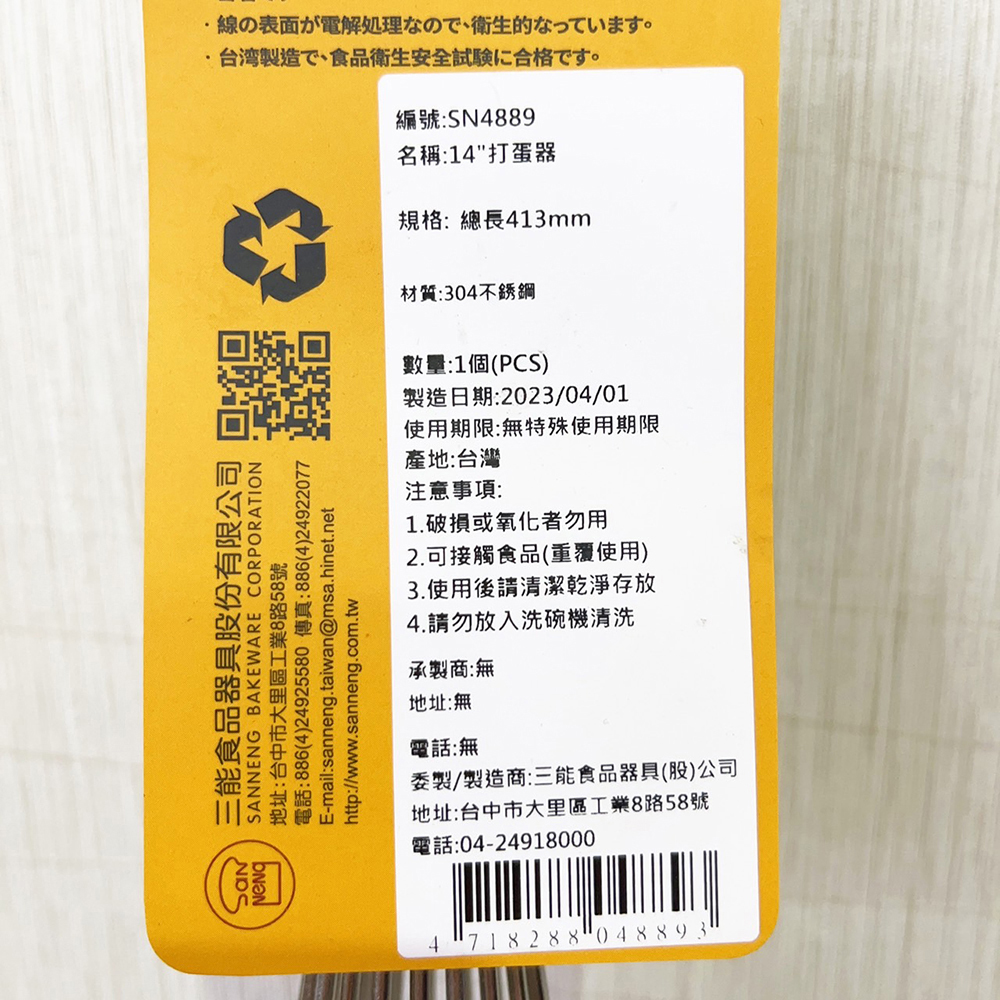 ・線の表面が電解処理なので、衛生的なっています。
・台湾製造で、食品衛生安全試験に合格です。
編號:SN4889
名稱:14"打蛋器
規格: 總長413mm
材質:304不銹鋼
數量:1個(PCS)
製造日期:2023/04/01
使用期限:無特殊使用期限
產地:台灣
注意事項:
1.破損或氧化者勿用
2.可接觸食品(重覆使用)
3.使用後請清潔乾淨存放
4.請勿放入洗碗機清洗
承製商:無
地址:無
電話:無
委製/製造商:三能食品器具(股)公司
地址:台中市大里區工業8路58號
電話:04-24918000
4 718288 048893
三能食品器具股份有限公司
SANNENG BAKEWARE CORPORATION
地址:台中市大里區工業8路58號
電話:886(4)24925580 傳真:886(4)24922077
E-mail:sanneng.taiwan@msa.hinet.net
http://www.sanneng.com.tw
SAN
NENG